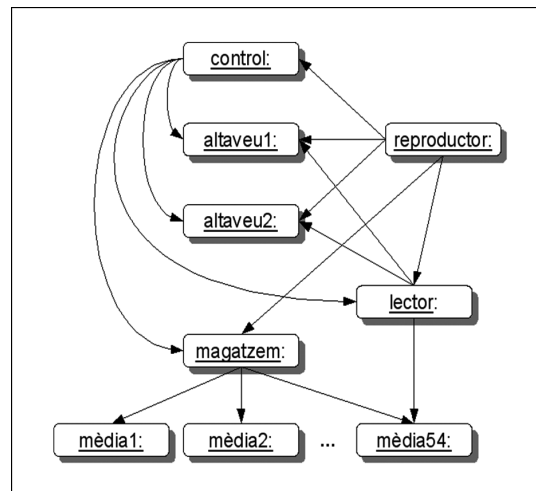 control:
altaveu1:
reproductor:
altaveu2:
lector:
magatzem:
mèdia1:
mèdia2:
...
mèdia54: